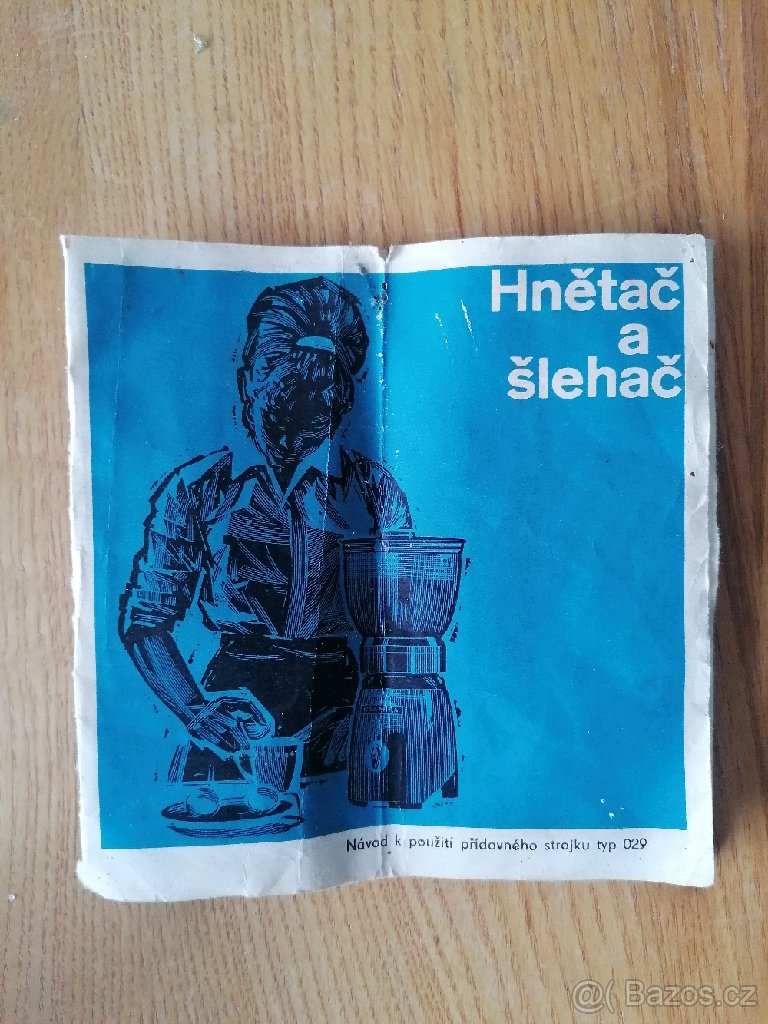 Hnětač
a
šlehač
Návod k použití přídavného strojku typ 029
@( Bazos.cz